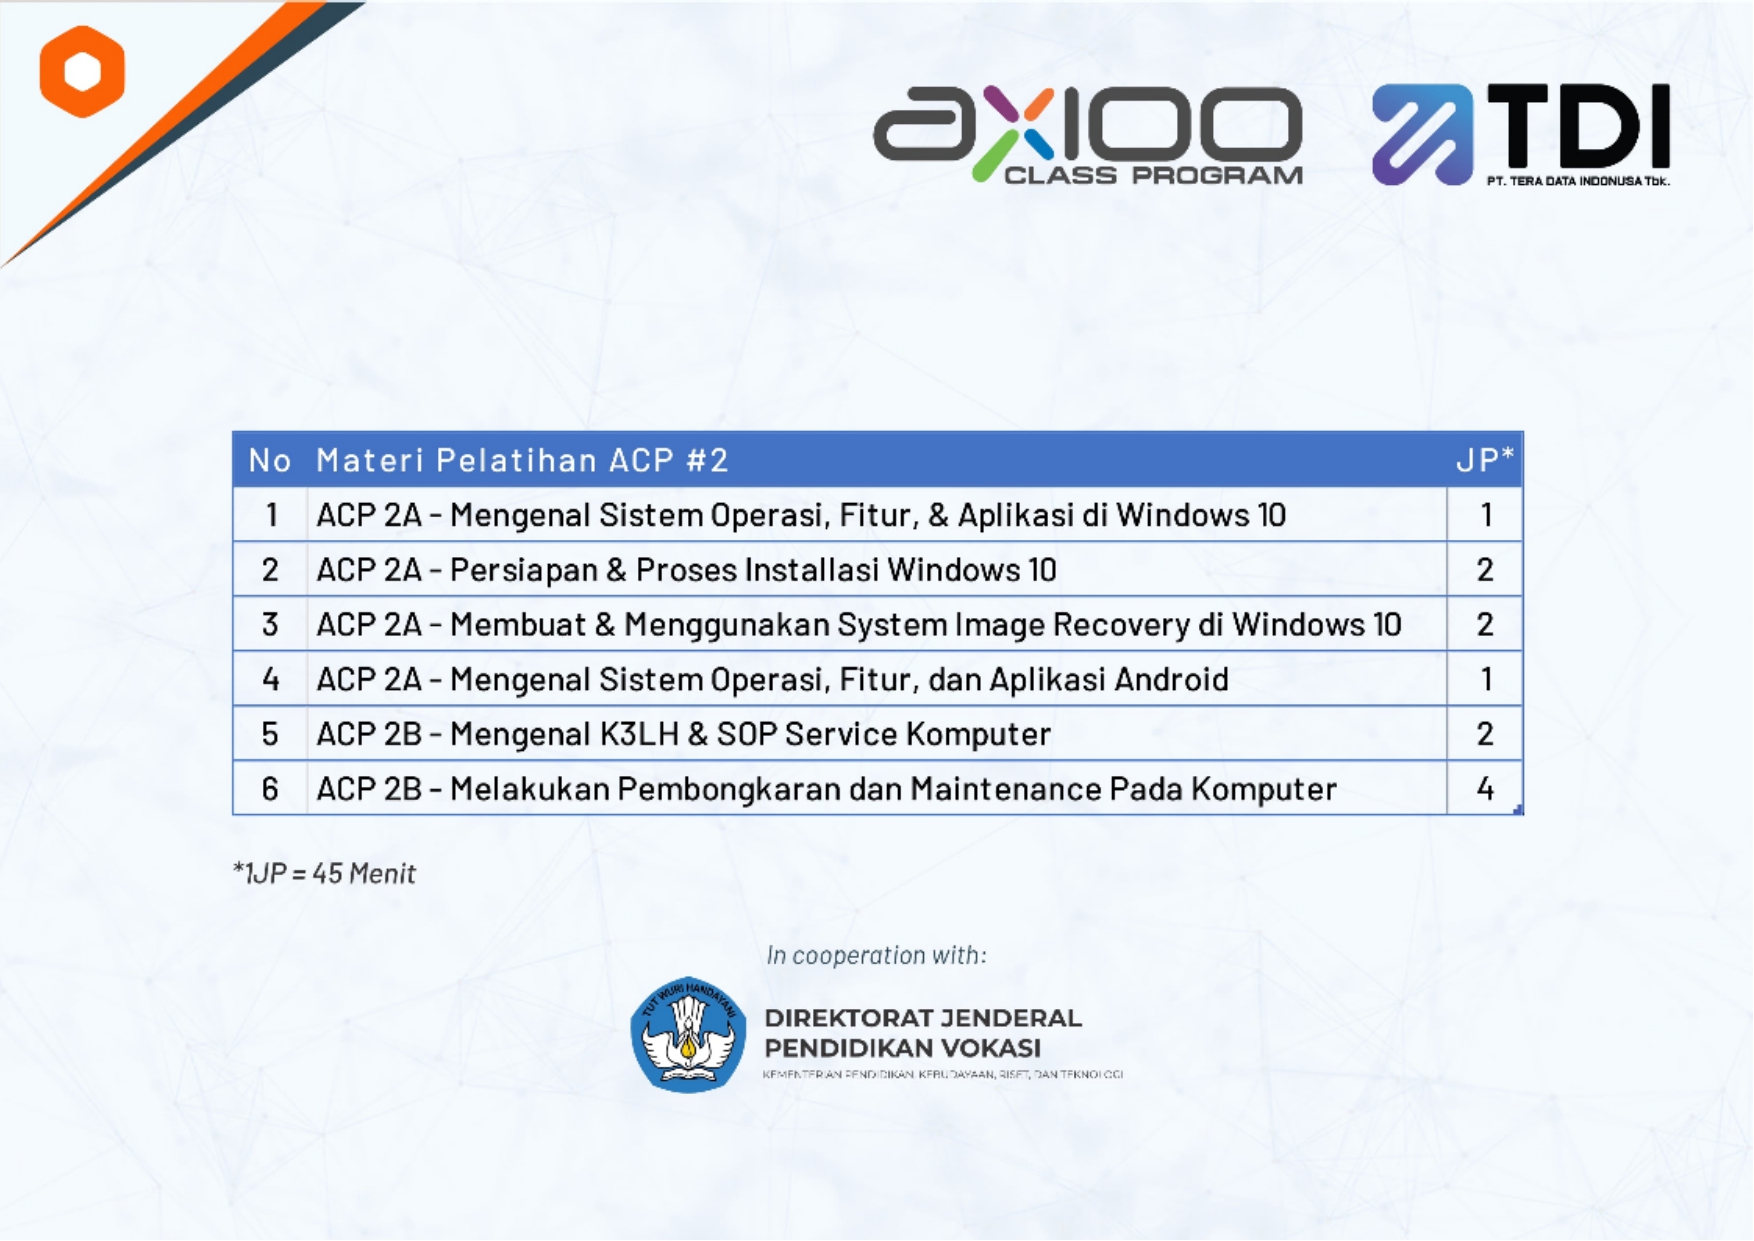 axioo
CLASS PROGRAM
TDI
PT. TERA DATA INDONUSA Tbk.
No Materi Pelatihan ACP #2 JP*
1 ACP 2A - Mengenal Sistem Operasi, Fitur, & Aplikasi di Windows 10 1
2 ACP 2A - Persiapan & Proses Installasi Windows 10 2
3 ACP 2A - Membuat & Menggunakan System Image Recovery di Windows 10 2
4 ACP 2A - Mengenal Sistem Operasi, Fitur, dan Aplikasi Android 1
5 ACP 2B - Mengenal K3LH & SOP Service Komputer 2
6 ACP 2B - Melakukan Pembongkaran dan Maintenance Pada Komputer 4
*1JP = 45 Menit
In cooperation with:
TUT WURI HANDAYANI
DIREKTORAT JENDERAL
PENDIDIKAN VOKASI
KEMENTERIAN PENDIDIKAN, KEBUDAYAAN, RISET, DAN TEKNOLOGI